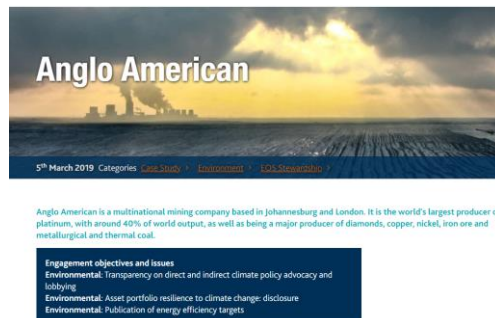 Anglo American
5th March 2019 Categories Case Study › Environment › EOS Stewardship ›
Anglo American is a multinational mining company based in Johannesburg and London. It is the world's largest producer
platinum, with around 40% of world output, as well as being a major producer of diamonds, copper, nickel, iron ore and
metallurgical and thermal coal.
Engagement objectives and issues
Environmental: Transparency on direct and indirect climate policy advocacy and
lobbying
Environmental: Asset portfolio resilience to climate change: disclosure
Environmental: Publication of energy efficiency targets